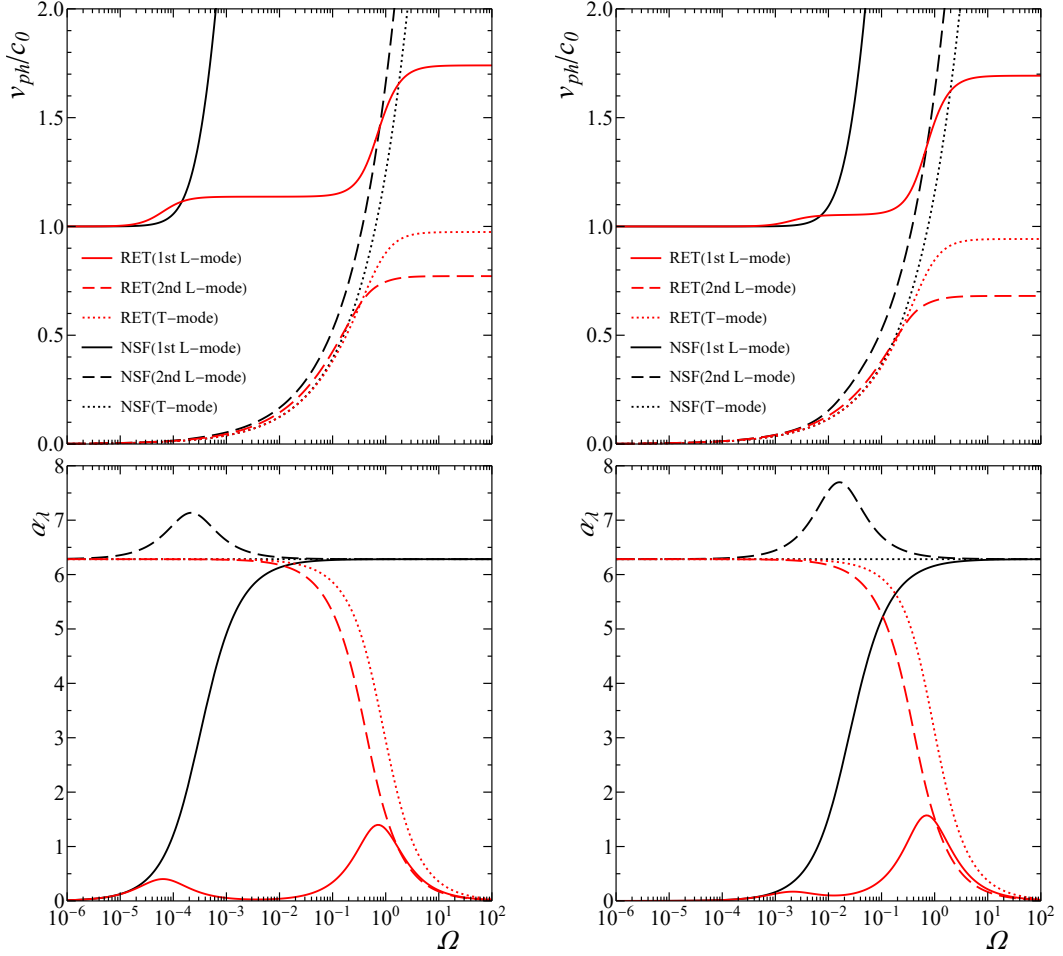 v_ph/c_0
2.0
1.5
1.0
0.5
0.0
RET(1st L−mode)
RET(2nd L−mode)
RET(T−mode)
NSF(1st L−mode)
NSF(2nd L−mode)
NSF(T−mode)
v_ph/c_0
2.0
1.5
1.0
0.5
0.0
RET(1st L−mode)
RET(2nd L−mode)
RET(T−mode)
NSF(1st L−mode)
NSF(2nd L−mode)
NSF(T−mode)
α_λ
8
7
6
5
4
3
2
1
0
10^−6 10^−5 10^−4 10^−3 10^−2 10^−1 10^0 10^1 10^2
Ω
α_λ
8
7
6
5
4
3
2
1
0
10^−6 10^−5 10^−4 10^−3 10^−2 10^−1 10^0 10^1 10^2
Ω